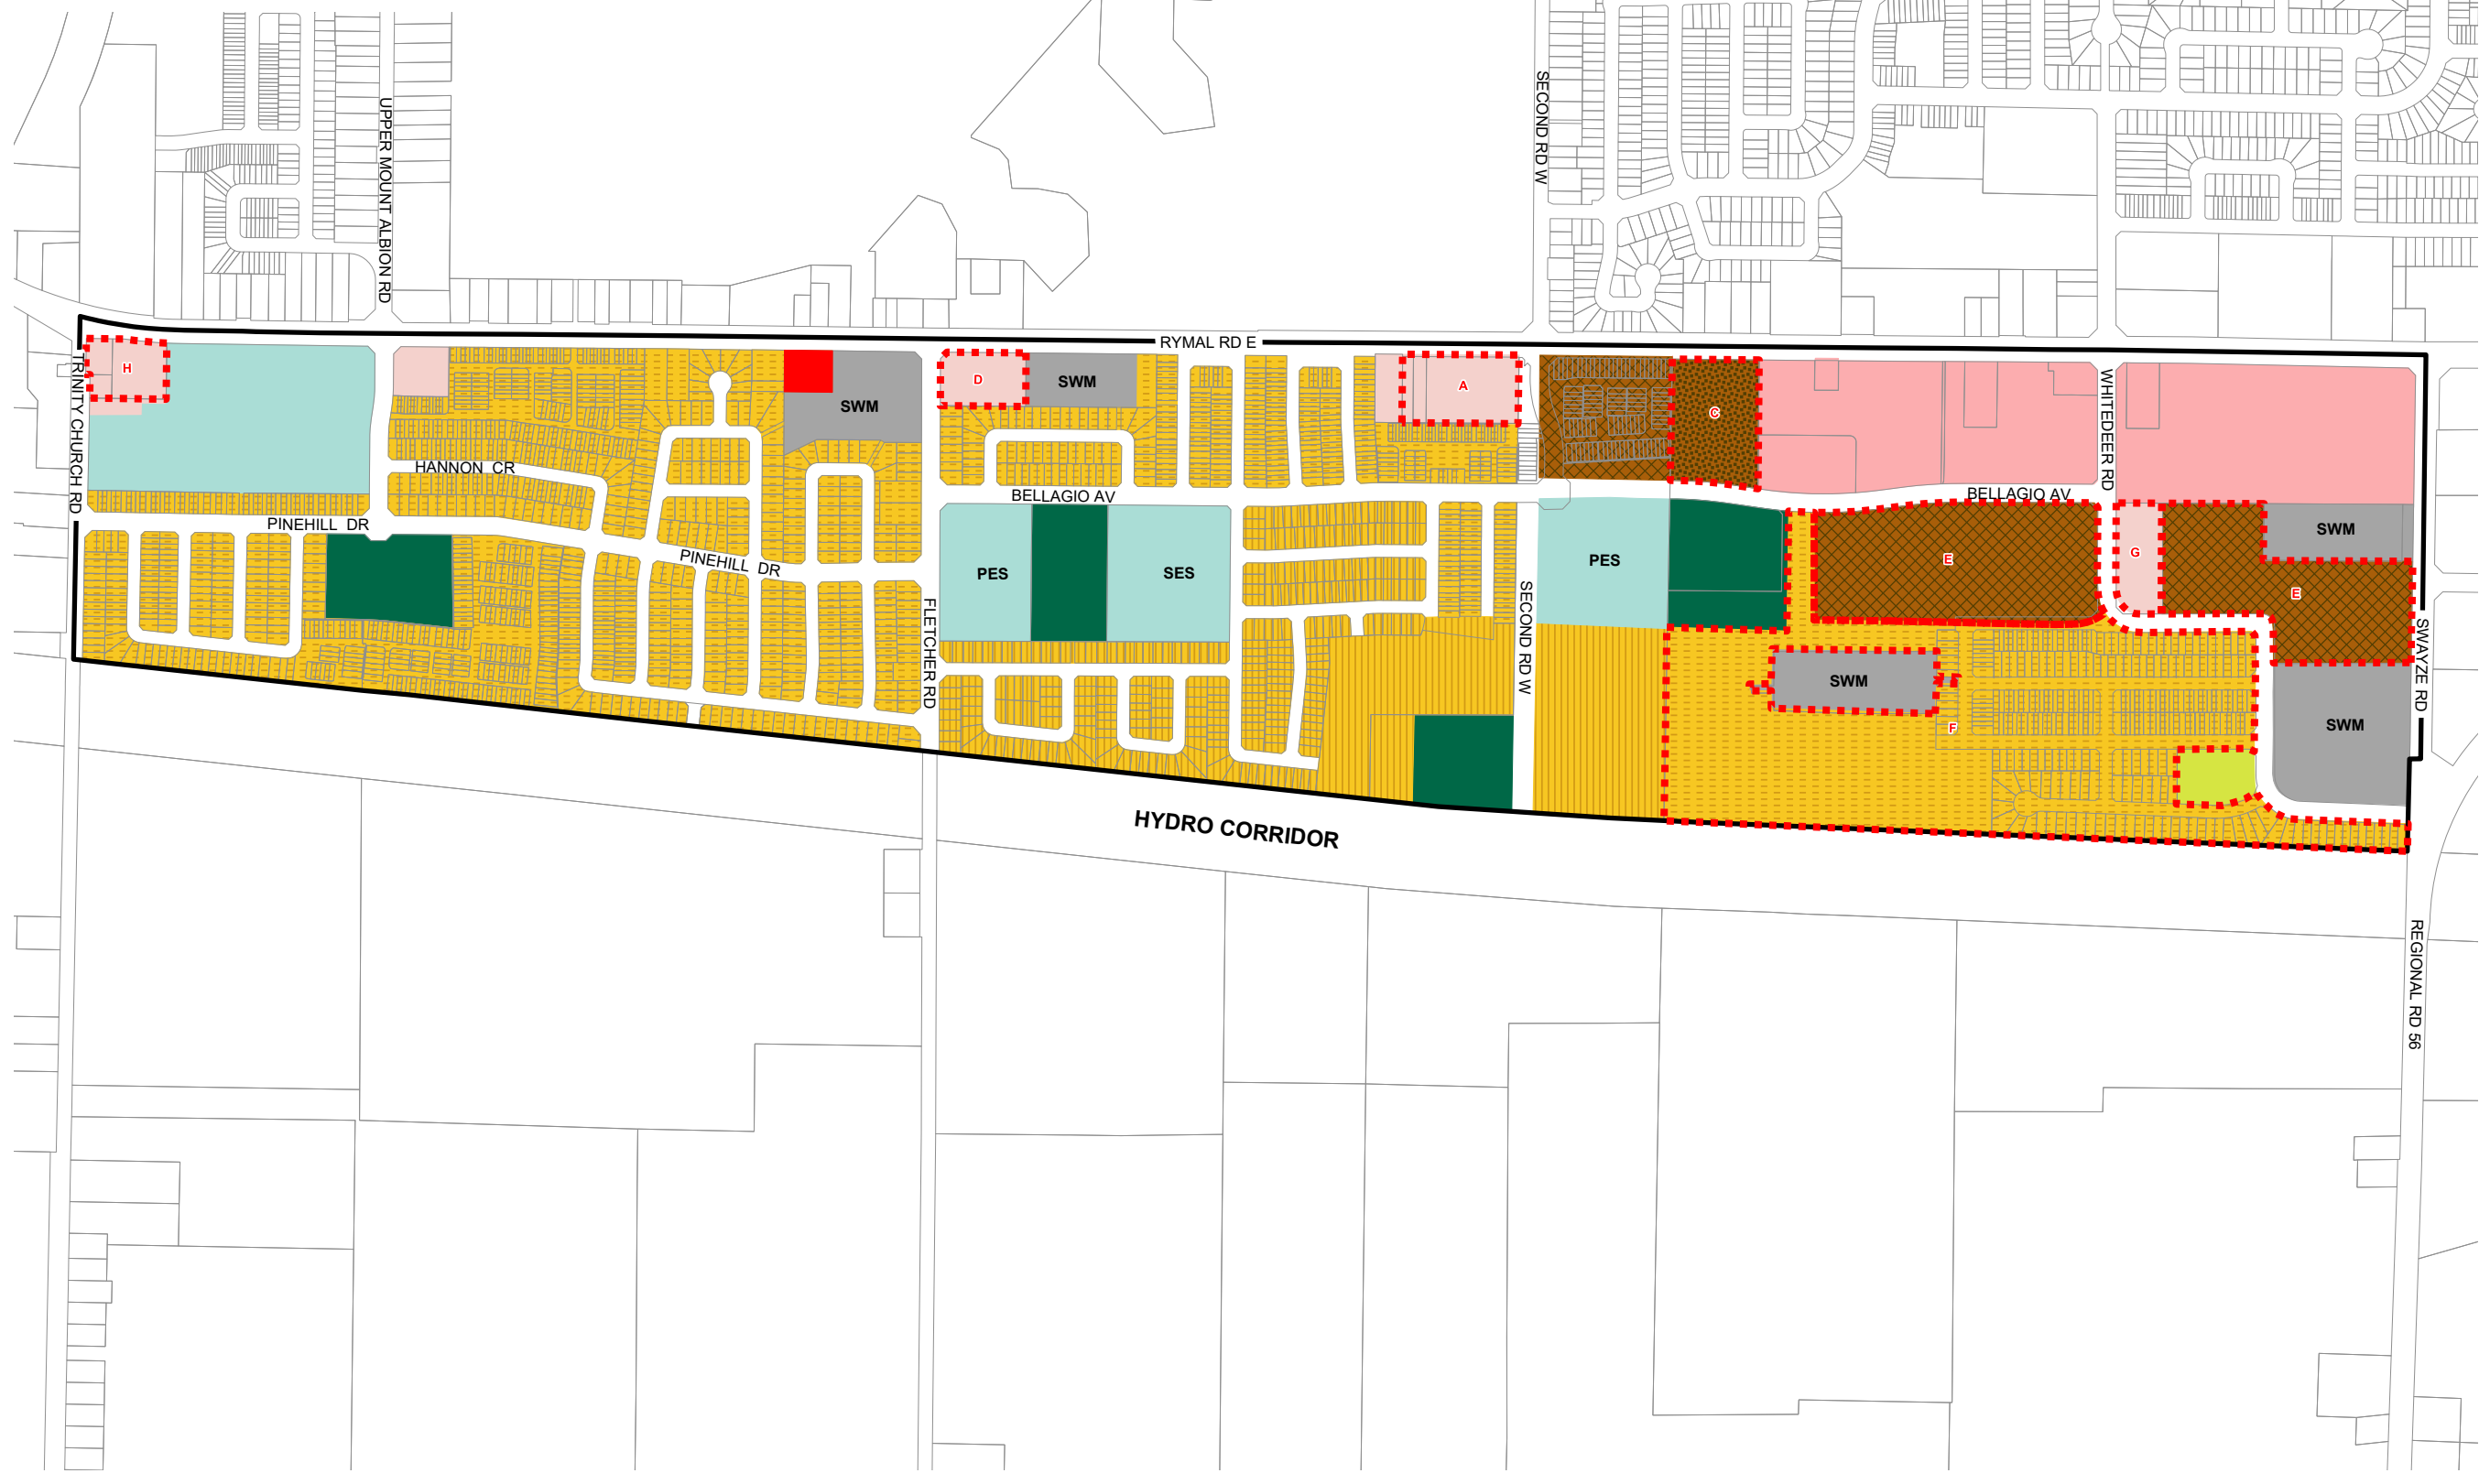 UPPER MOUNT ALBION RD
SECOND RD W
RYMAL RD E
TRINITY CHURCH RD
H
D
SWM
A
C
SWM
WHITEDEER RD
HANNON CR
BELLAGIO AV
BELLAGIO AV
PINEHILL DR
SWM
PINEHILL DR
PES
SES
PES
E
G
E
FLETCHER RD
SECOND RD W
SWAYZE RD
SWM
F
SWM
HYDRO CORRIDOR
REGIONAL RD 56